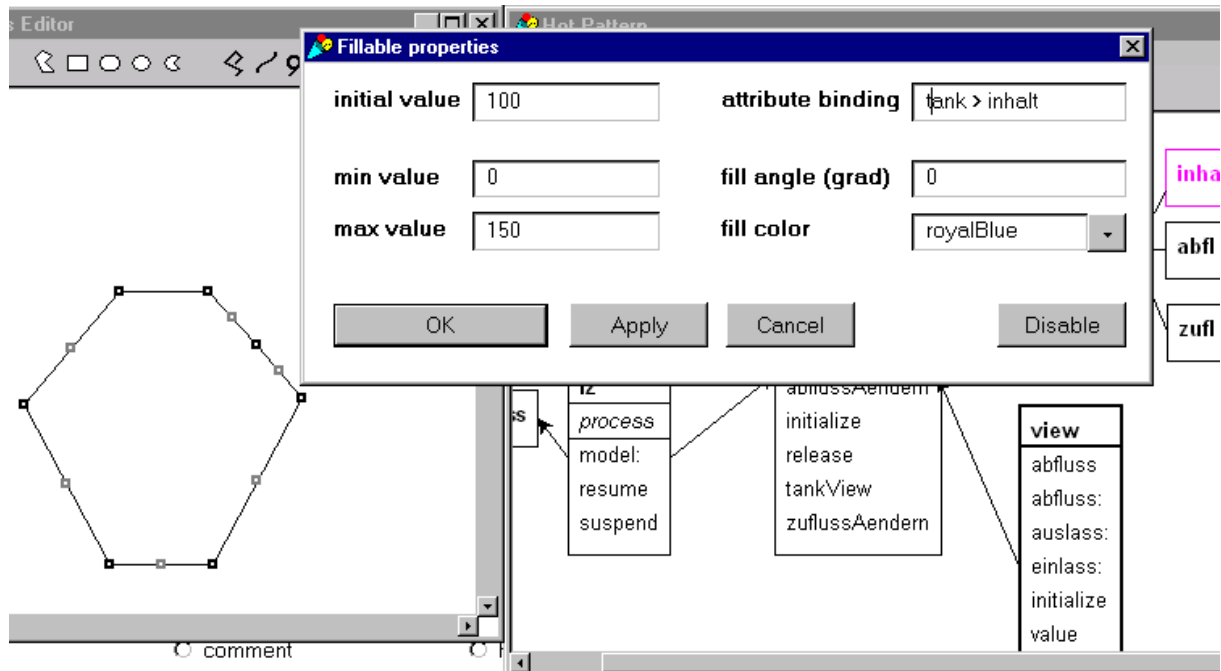 s Editor
Hot Pattern
Fillable properties
initial value 100 attribute binding tank > inhalt
min value 0 fill angle (grad) 0
max value 150 fill color royalBlue
OK Apply Cancel Disable
inha
abfl
zufl
ss
process
model:
resume
suspend
abflussAendern
initialize
release
tankView
zuflussAendern
view
abfluss
abfluss:
auslass:
einlass:
initialize
value
comment